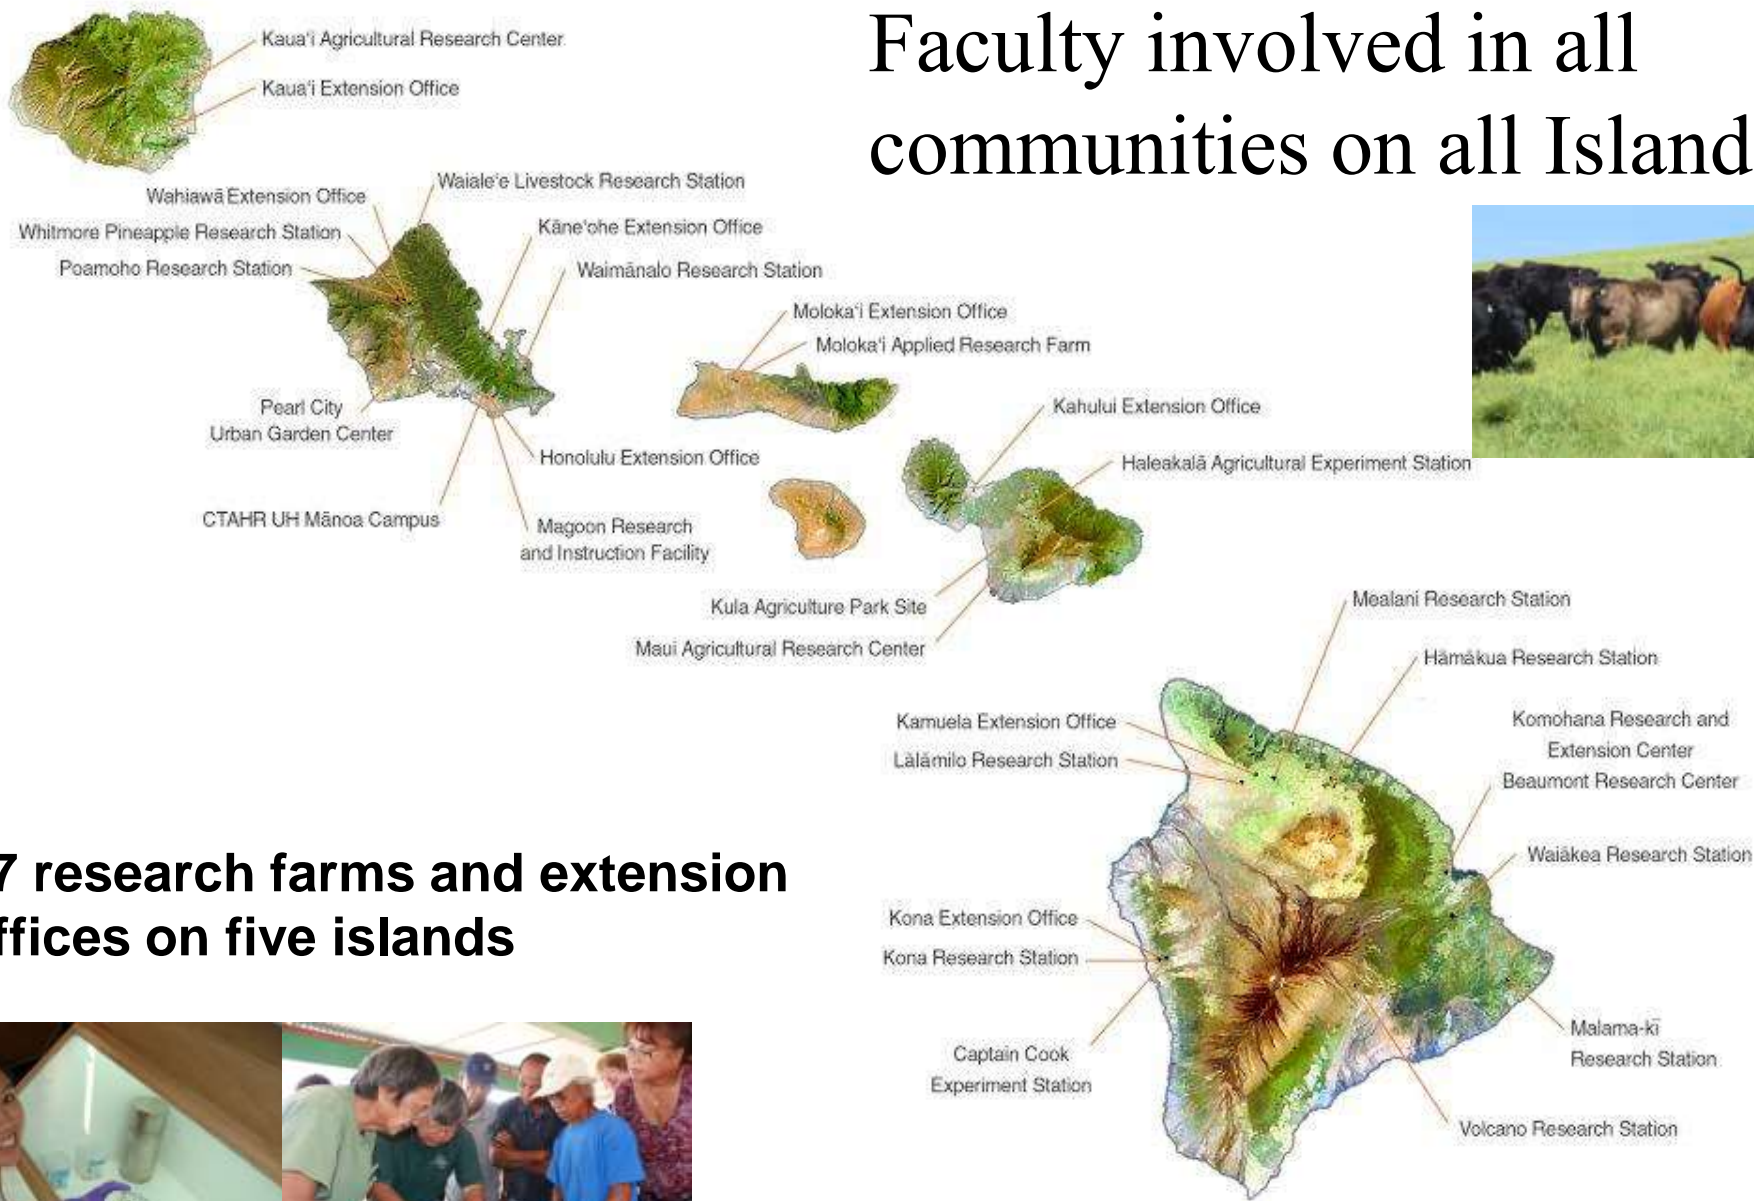 Faculty involved in all
communities on all Island
Kaua‘i Agricultural Research Center
Kaua‘i Extension Office
Waiale‘e Livestock Research Station
Wahiawā Extension Office
Whitmore Pineapple Research Station
Kāne‘ohe Extension Office
Poamoho Research Station
Waimānalo Research Station
Moloka‘i Extension Office
Moloka‘i Applied Research Farm
Pearl City
Urban Garden Center
Kahului Extension Office
Honolulu Extension Office
Haleakalā Agricultural Experiment Station
CTAHR UH Mānoa Campus
Magoon Research
and Instruction Facility
Kula Agriculture Park Site
Maui Agricultural Research Center
Mealani Research Station
Hāmākua Research Station
Kamuela Extension Office
Lālāmilo Research Station
Komohana Research and
Extension Center
Beaumont Research Center
Waiākea Research Station
7 research farms and extension
ffices on five islands
Kona Extension Office
Kona Research Station
Captain Cook
Experiment Station
Malama-kī
Research Station
Volcano Research Station